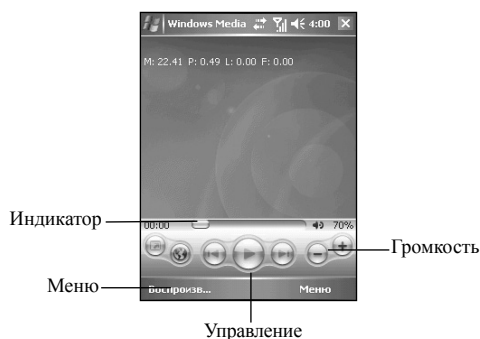 Windows Media 4:00
M: 22.41 P: 0.49 L: 0.00 F: 0.00
Индикатор
00:00 70%
Громкость
Меню
Воспроизв... Меню
Управление